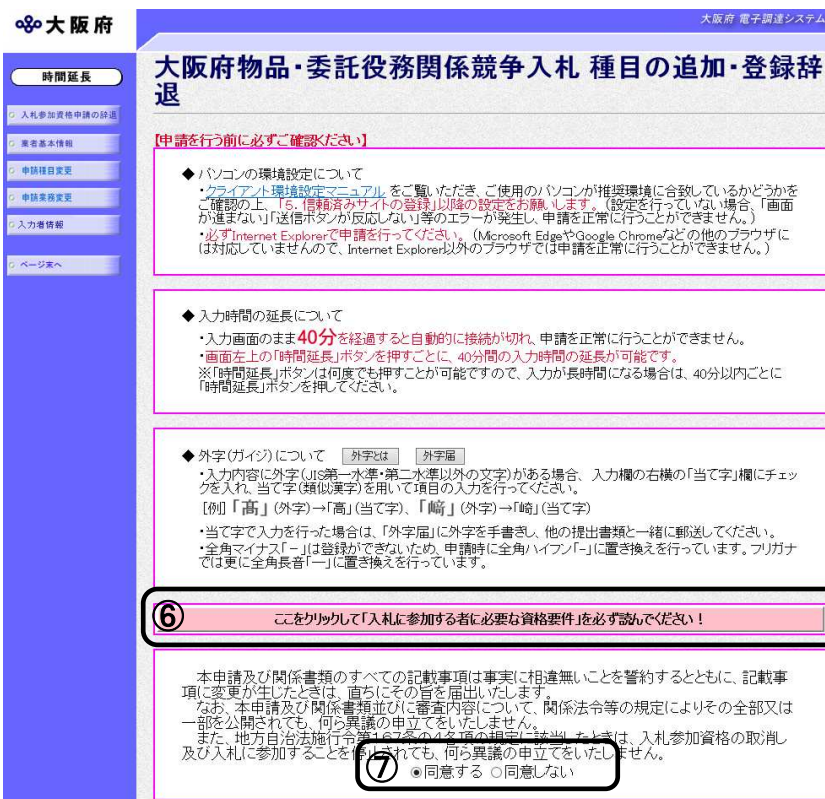 大阪府
大阪府 電子調達システム
時間延長
入札参加資格申請の辞退
業者基本情報
申請種目変更
申請業務変更
入力者情報
ページ末へ
大阪府物品・委託役務関係競争入札 種目の追加・登録辞
退
【申請を行う前に必ずご確認ください】
◆ パソコンの環境設定について
・クライアント環境設定マニュアル をご覧いただき、ご使用のパソコンが推奨環境に合致しているかどうかを
ご確認の上、「5. 信頼済みサイトの登録」以降の設定をお願いします。（設定を行っていない場合、「画面
が進まない」「送信ボタンが反応しない」等のエラーが発生し、申請を正常に行うことができません。）
・必ずInternet Explorerで申請を行ってください。（Microsoft EdgeやGoogle Chromeなどの他のブラウザに
は対応していませんので、Internet Explorer以外のブラウザでは申請を正常に行うことができません。）
◆ 入力時間の延長について
・入力画面のまま40分を経過すると自動的に接続が切れ、申請を正常に行うことができません。
・画面左上の「時間延長」ボタンを押すごとに、40分間の入力時間の延長が可能です。
※「時間延長」ボタンは何度でも押すことが可能ですので、入力が長時間になる場合は、40分以内ごとに
「時間延長」ボタンを押してください。
◆ 外字(ガイジ)について 外字とは 外字届
・入力内容に外字(JIS第一水準・第二水準以外の文字)がある場合、入力欄の右横の「当て字」欄にチェッ
クを入れ、当て字(類似漢字)を用いて項目の入力を行ってください。
[例]「髙」(外字)→「高」(当て字)、「﨑」(外字)→「崎」(当て字)
・当て字で入力を行った場合は、「外字届」に外字を手書きし、他の提出書類と一緒に郵送してください。
・全角マイナス「－」は登録ができないため、申請時に全角ハイフン「-」に置き換えを行っています。フリガナ
では更に全角長音「ー」に置き換えを行っています。
⑥ ここをクリックして「入札に参加する者に必要な資格要件」を必ず読んでください！
本申請及び関係書類のすべての記載事項は事実に相違無いことを誓約するとともに、記載事
項に変更が生じたときは、直ちにその旨を届出いたします。
なお、本申請及び関係書類並びに審査内容について、関係法令等の規定によりその全部又は
一部を公開されても、何ら異議の申立てをいたしません。
また、地方自治法施行令第167条の4各項の規定に該当したときは、入札参加資格の取消し
及び入札に参加することを停止されても、何ら異議の申立てをいたしません。
⑦ ◉同意する ○同意しない